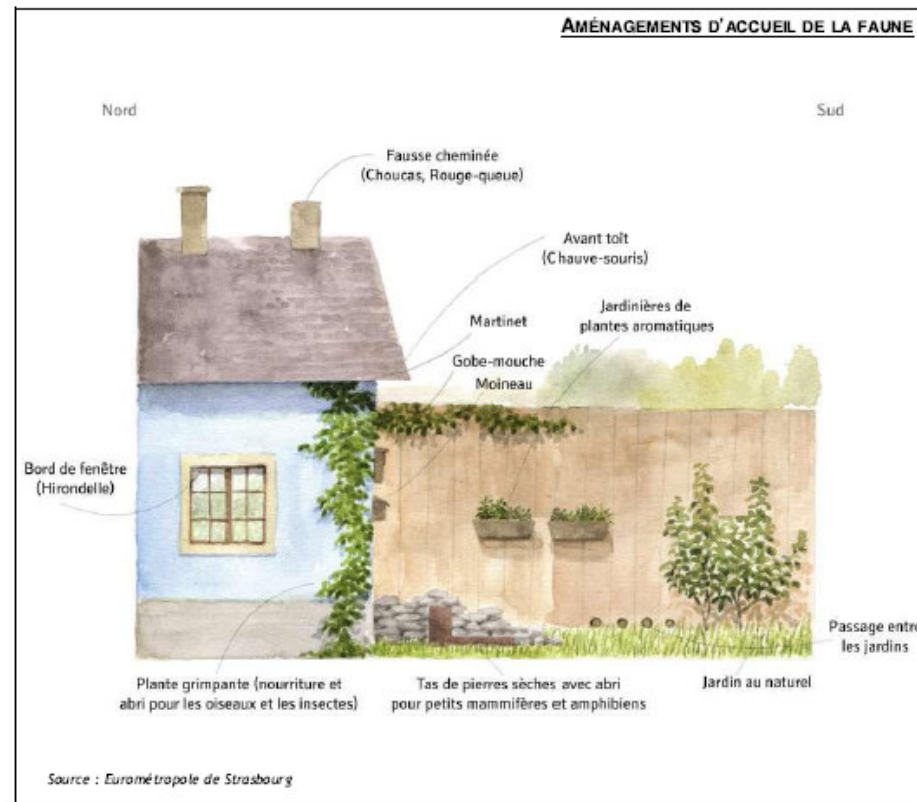 AMÉNAGEMENTS D'ACCUEIL DE LA FAUNE
Nord
Sud
Fausse cheminée
(Choucas, Rouge-queue)
Avant toît
(Chauve-souris)
Jardinières de
plantes aromatiques
Martinet
Gobe-mouche
Moineau
Bord de fenêtre
(Hirondelle)
Passage entre
les jardins
Plante grimpante (nourriture et
abri pour les oiseaux et les insectes)
Tas de pierres sèches avec abri
pour petits mammifères et amphibiens
Jardin au naturel
Source : Eurométropole de Strasbourg